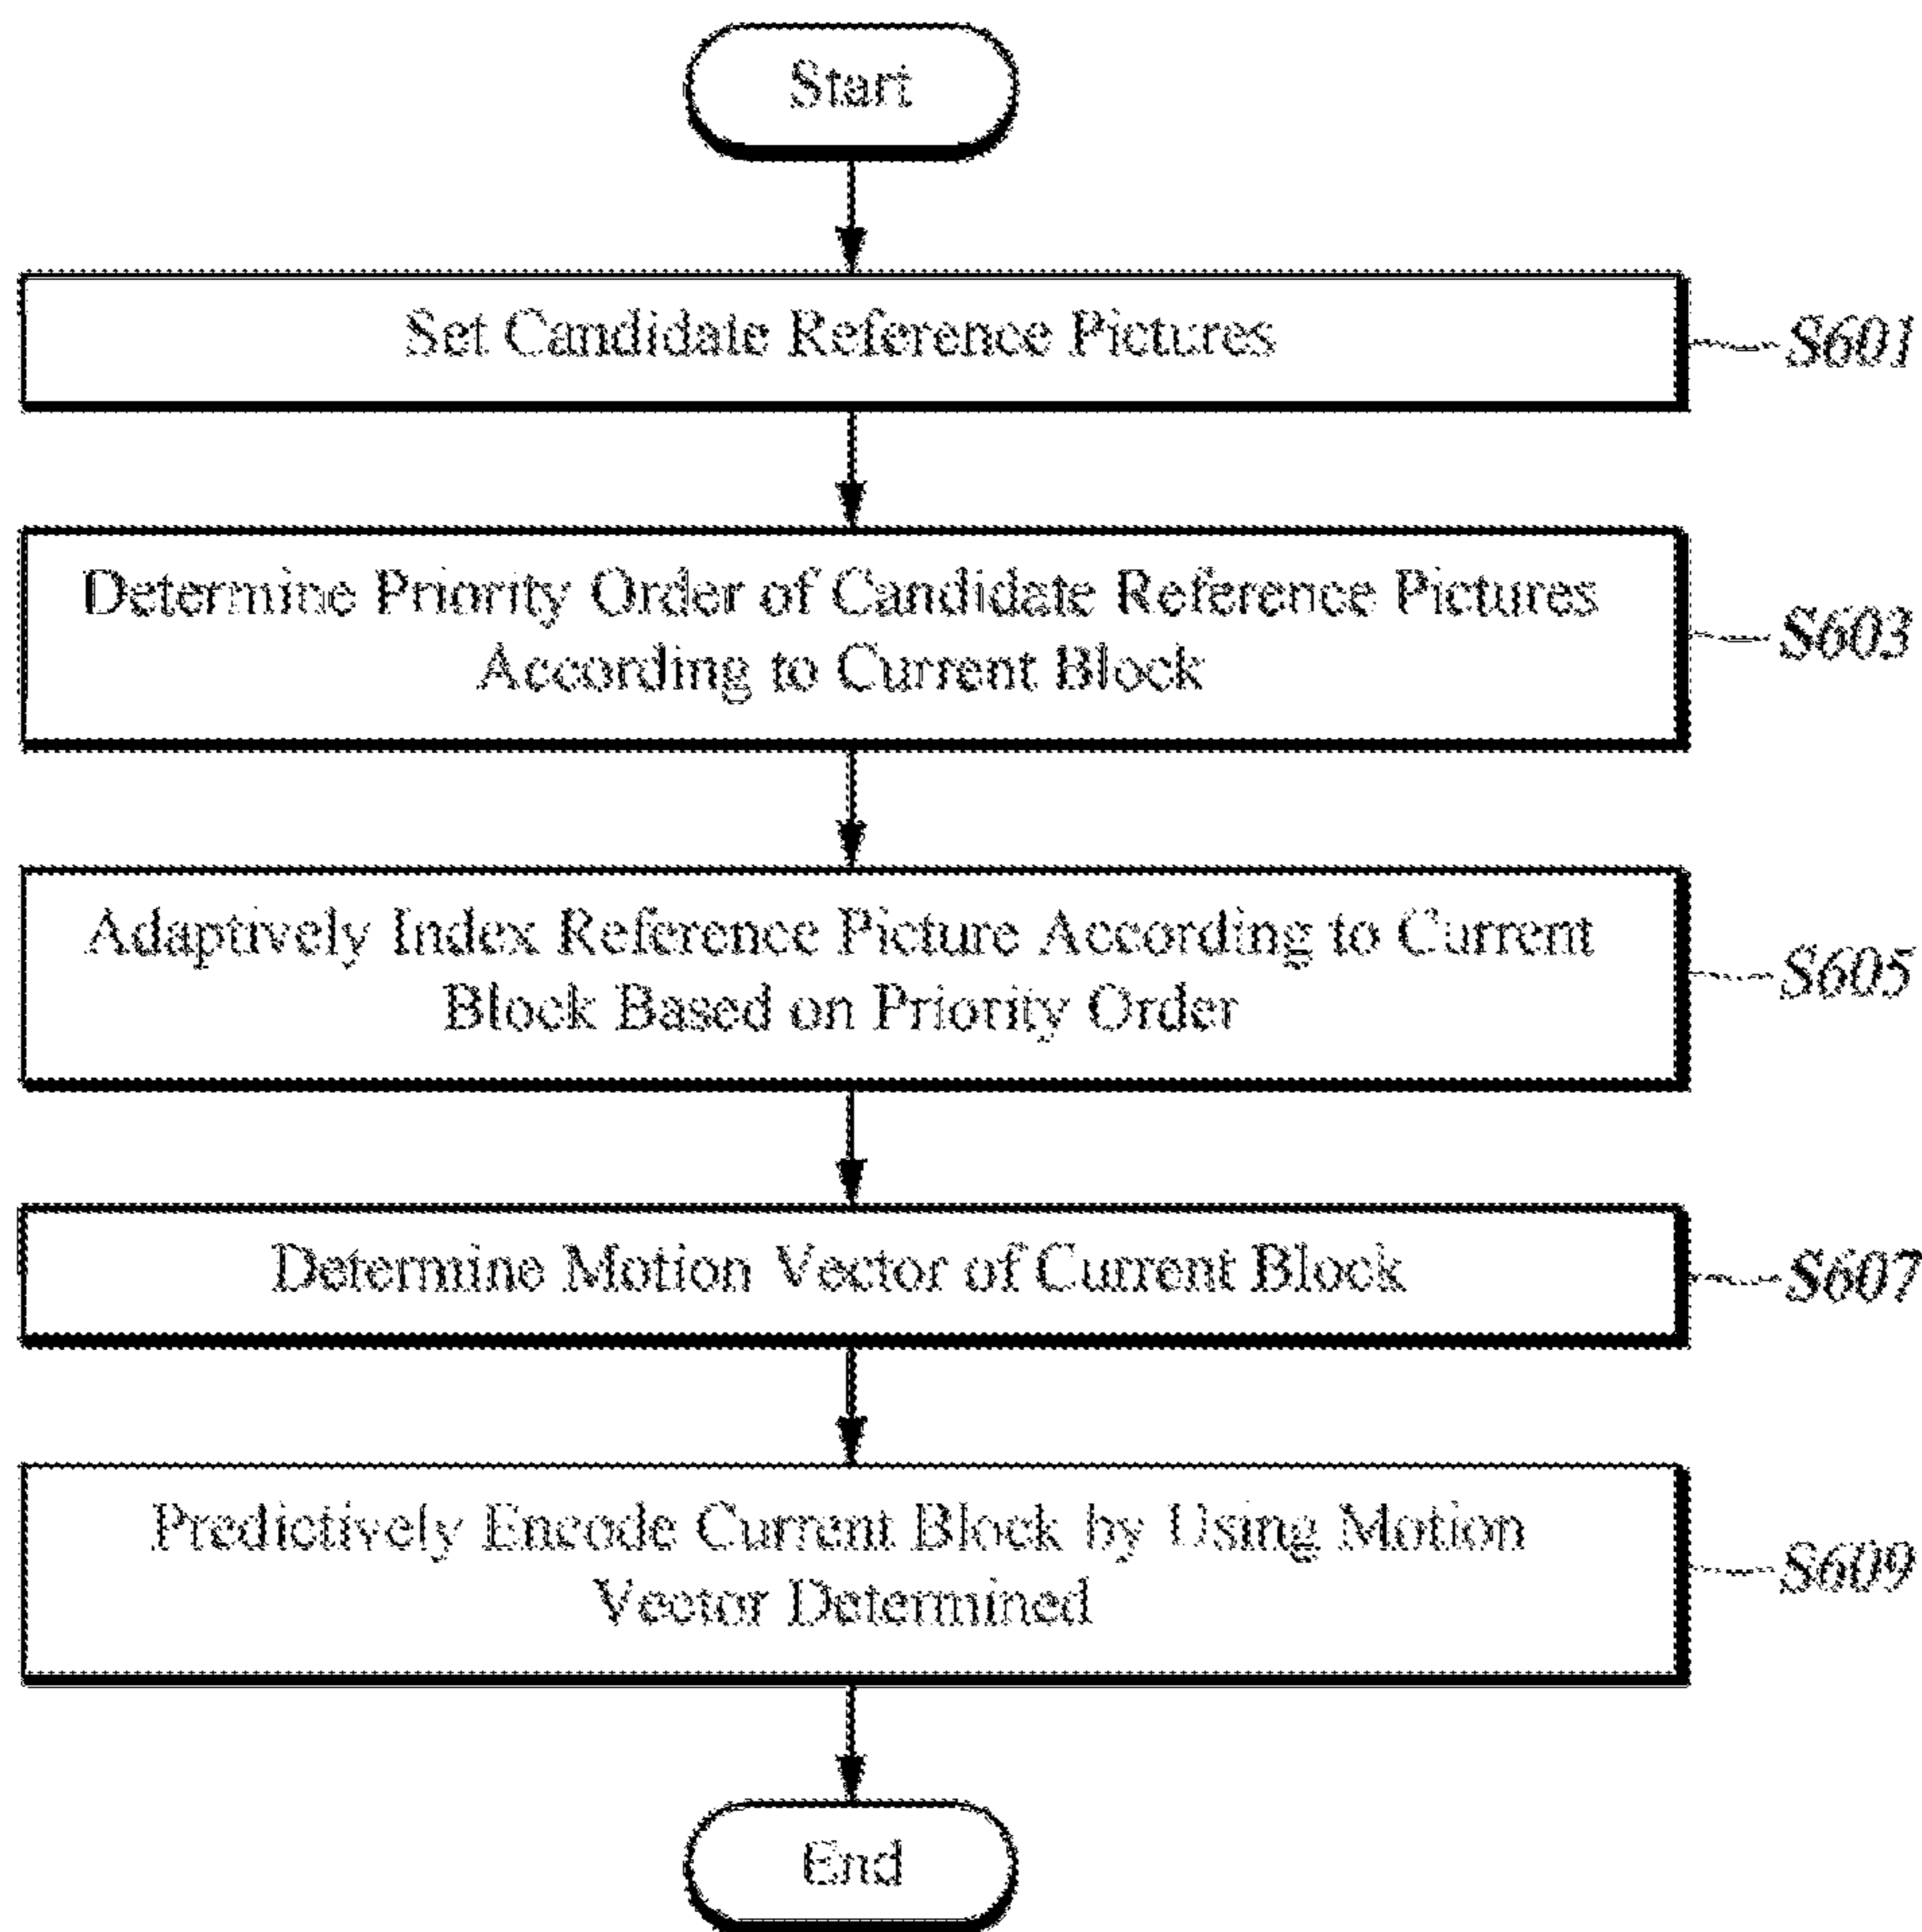 Start
Set Candidate Reference Pictures
S601
Determine Priority Order of Candidate Reference Pictures
According to Current Block
S603
Adaptively Index Reference Picture According to Current
Block Based on Priority Order
S605
Determine Motion Vector of Current Block
S607
Predictively Encode Current Block by Using Motion
Vector Determined
S609
End